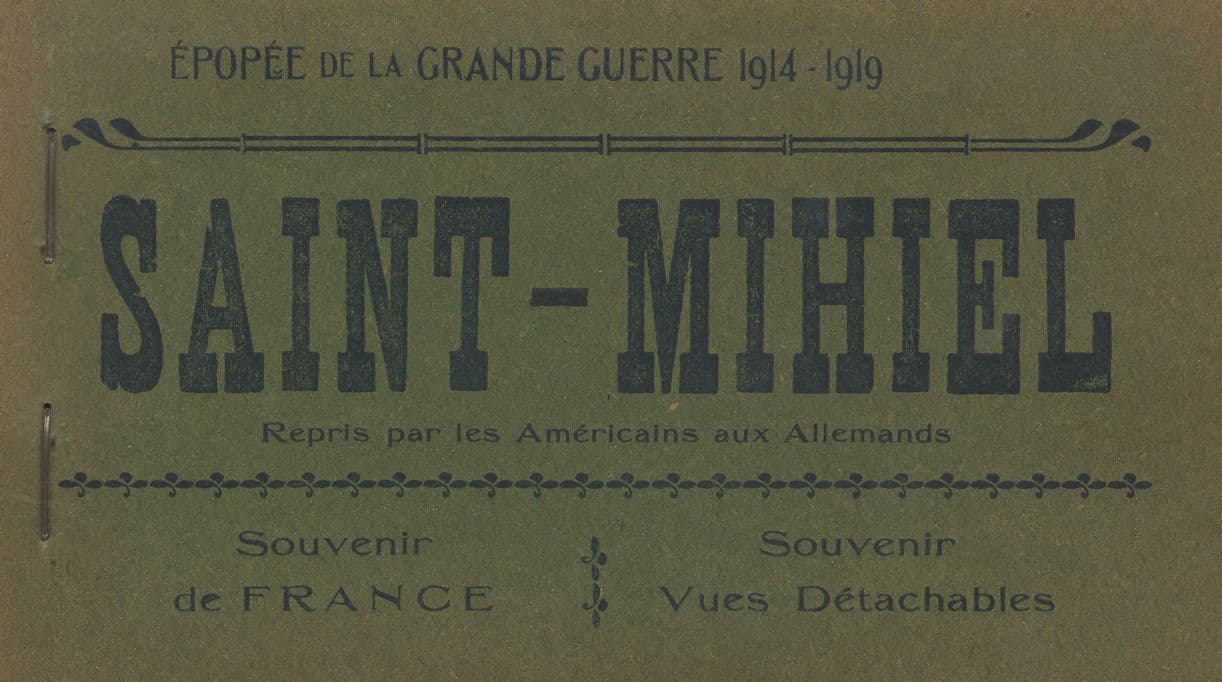 ÉPOPÉE DE LA GRANDE GUERRE 1914-1919
SAINT-MIHIEL
Repris par les Américains aux Allemands
Souvenir
de FRANCE
Souvenir
Vues Détachables